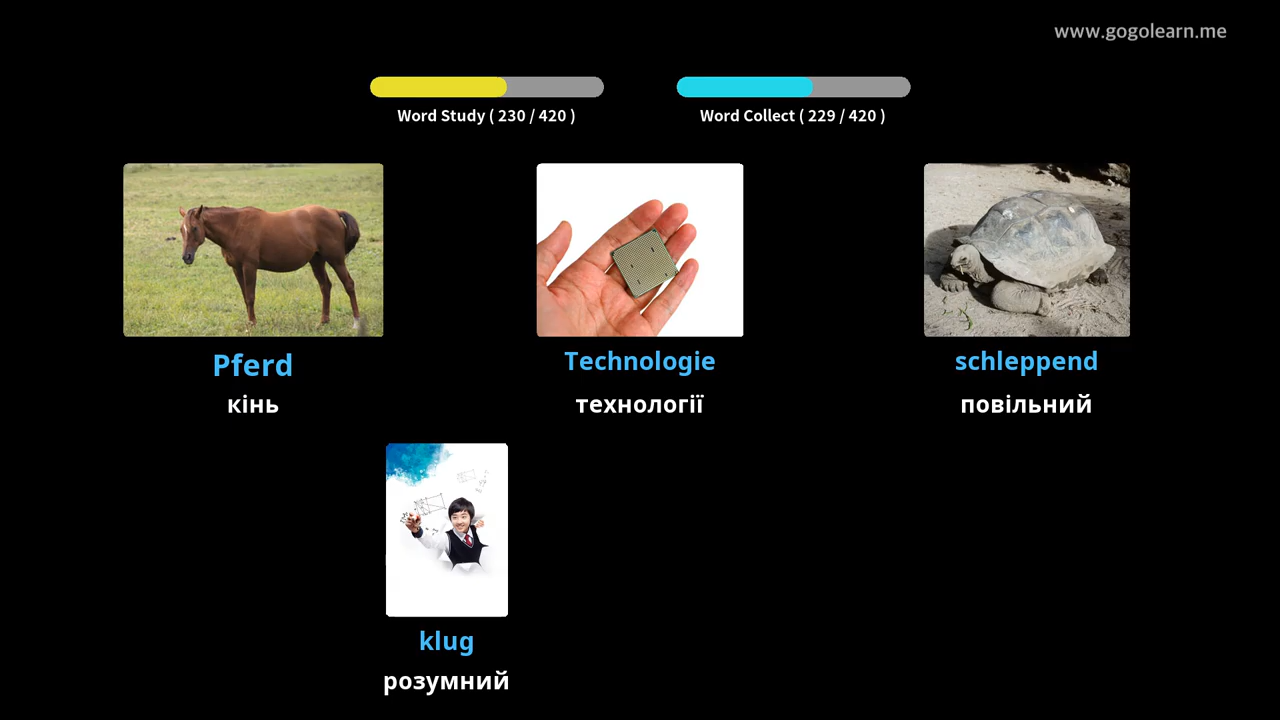 www.gogolearn.me
Word Study ( 230 / 420 )
Word Collect ( 229 / 420 )
Pferd
Technologie
schleppend
кінь
технології
повільний
klug
розумний